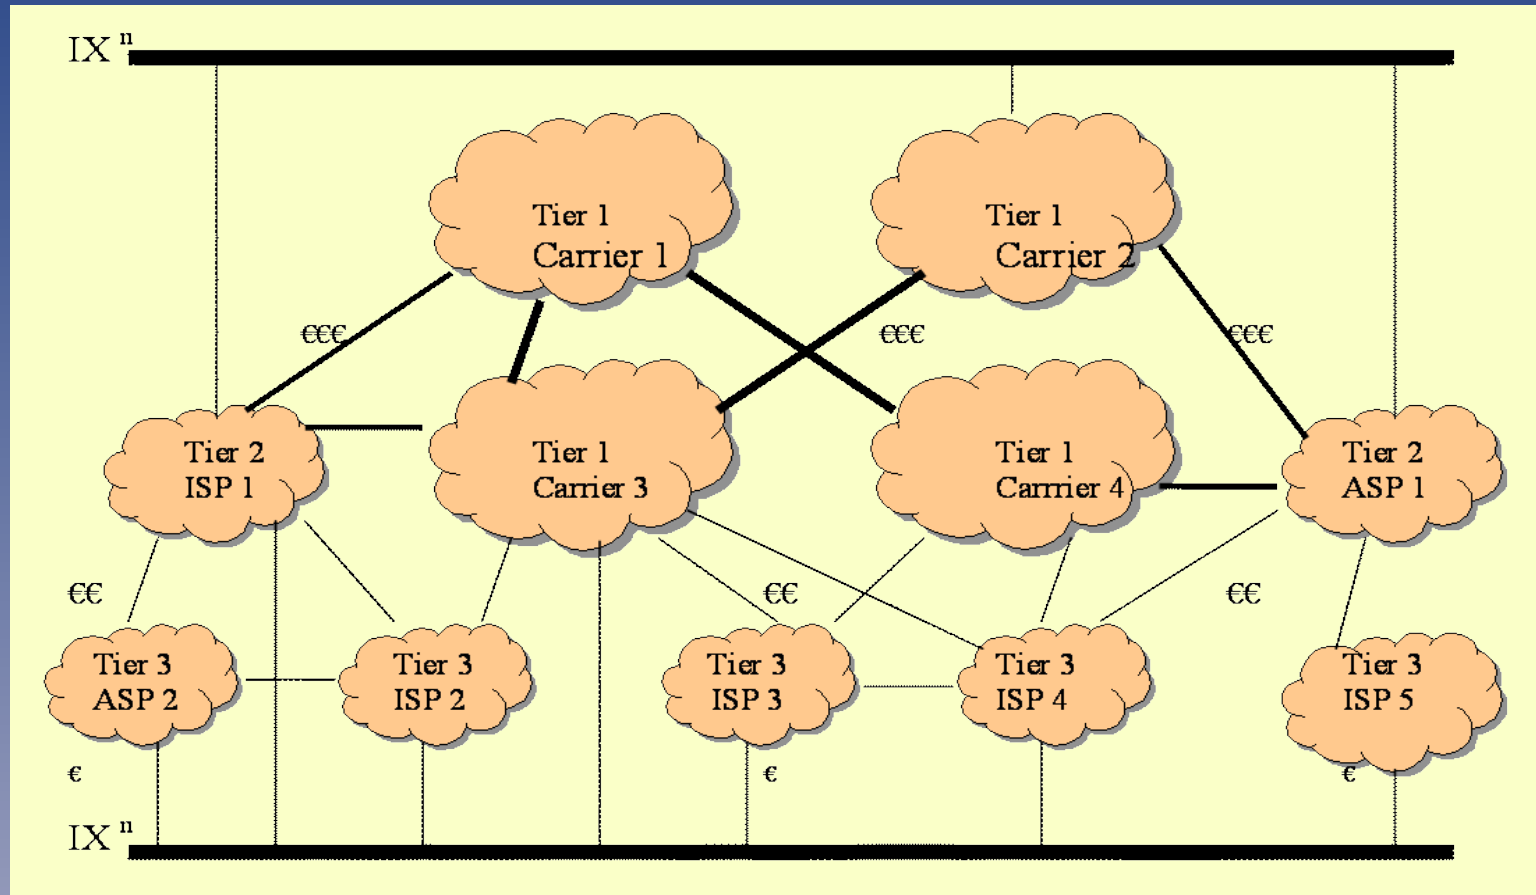 IX n
Tier 1
Carrier 1
Tier 1
Carrier 2
€€€
€€€
€€€
Tier 2
ISP 1
Tier 1
Carrier 3
Tier 1
Carrrier 4
Tier 2
ASP 1
€€
€€
€€
Tier 3
ASP 2
Tier 3
ISP 2
Tier 3
ISP 3
Tier 3
ISP 4
Tier 3
ISP 5
€
€
€
IX n